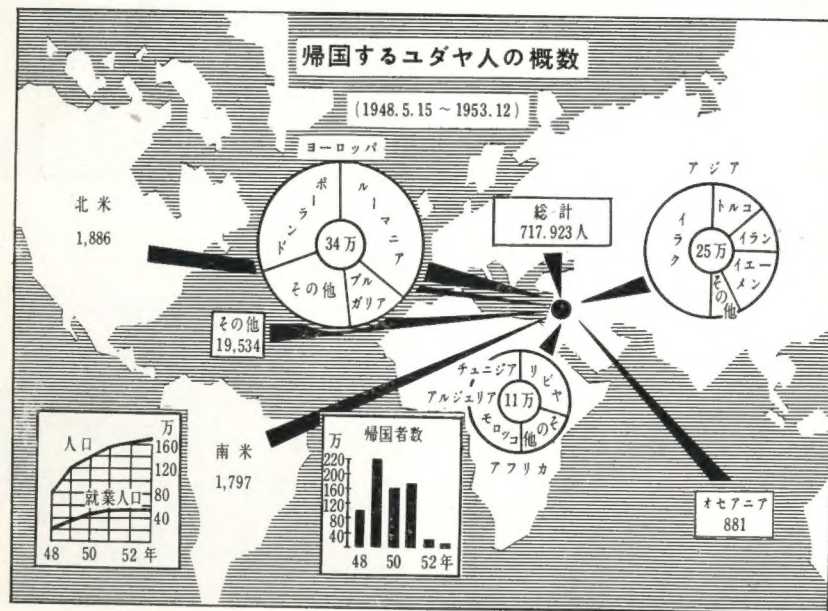 帰国するユダヤ人の概数
(1948.5.15 ~ 1953.12)
ヨーロッパ
ポーランド
ルーマニア
34万
その他
ブルガリア
北米
1,886
総計
717.923人
アジア
トルコ
イラク
イラン
25万
イエーメン
その他
その他
19,534
チュニジア
リビヤ
アルジェリア
11万
モロッコ
その他
アフリカ
南米
1,797
オセアニア
881
万
人口
160
120
就業人口
80
40
48 50 52年
帰国者数
万
220
200
160
120
80
40
48 50 52年